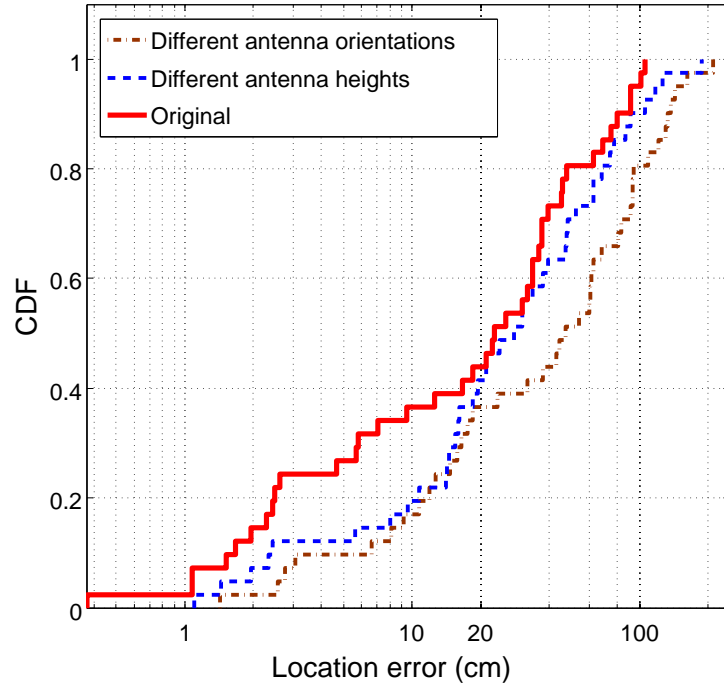 Different antenna orientations
Different antenna heights
Original
1
0.8
0.6
0.4
0.2
0
CDF
1
10
20
100
Location error (cm)